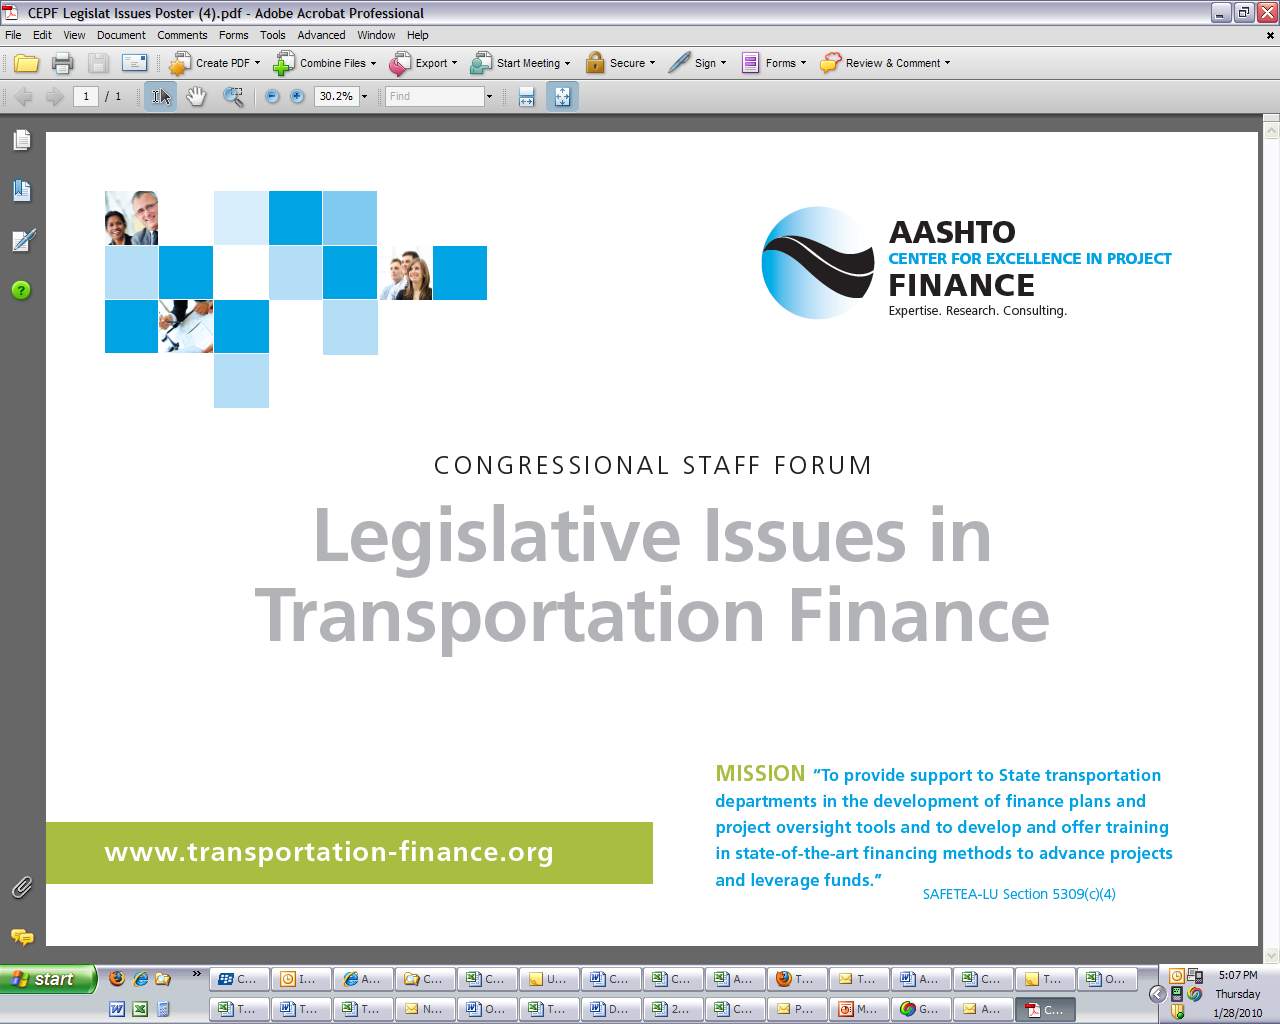 CEPF Legislat Issues Poster (4).pdf - Adobe Acrobat Professional
File Edit View Document Comments Forms Tools Advanced Window Help
Create PDF Combine Files Export Start Meeting Secure Sign Forms Review & Comment
1 / 1 30.2% Find
AASHTO
CENTER FOR EXCELLENCE IN PROJECT
FINANCE
Expertise. Research. Consulting.
CONGRESSIONAL STAFF FORUM
Legislative Issues in
Transportation Finance
www.transportation-finance.org
MISSION “To provide support to State transportation
departments in the development of finance plans and
project oversight tools and to develop and offer training
in state-of-the-art financing methods to advance projects
and leverage funds.”
SAFETEA-LU Section 5309(c)(4)
start C... I... A... C... C... U... C... C... A... T... T... A... C... T... O... 5:07 PM
Thursday
T... T... T... N... O... T... D... 2... C... P... M... G... A... C... 1/28/2010